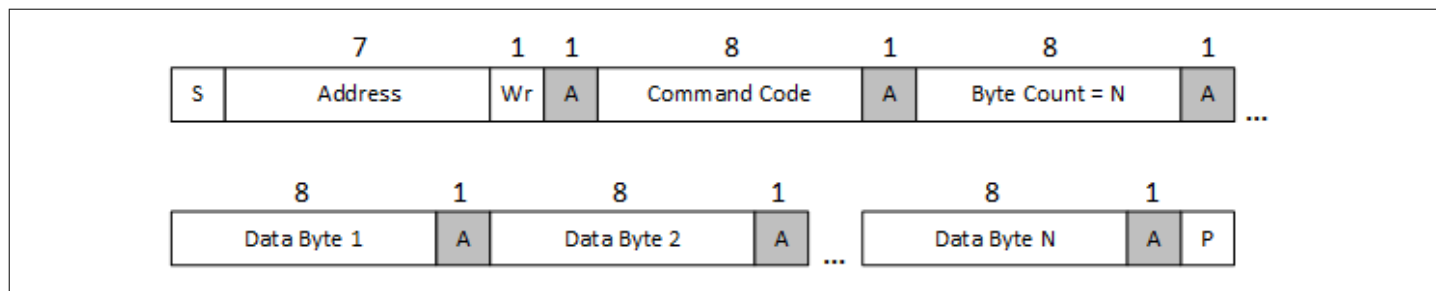 7 1 1 8 1 8 1
S Address Wr A Command Code A Byte Count = N A ...
8 1 8 1 8 1
Data Byte 1 A Data Byte 2 A ... Data Byte N A P